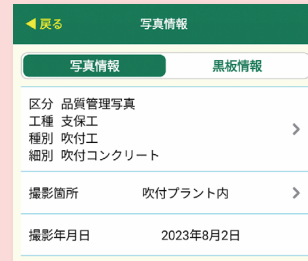 ◀戻る 写真情報
写真情報 黒板情報
区分 品質管理写真
工種 支保工
種別 吹付工
細別 吹付コンクリート
撮影箇所 吹付プラント内
撮影年月日 2023年8月2日